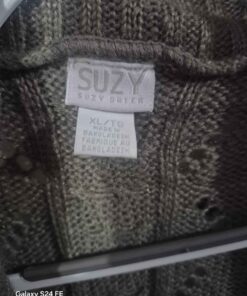 SUZY
SUZY SHIER
XL/TG
MADE IN
BANGLADESH
FABRIQUÉ AU
BANGLADESH
Galaxy S24 FE